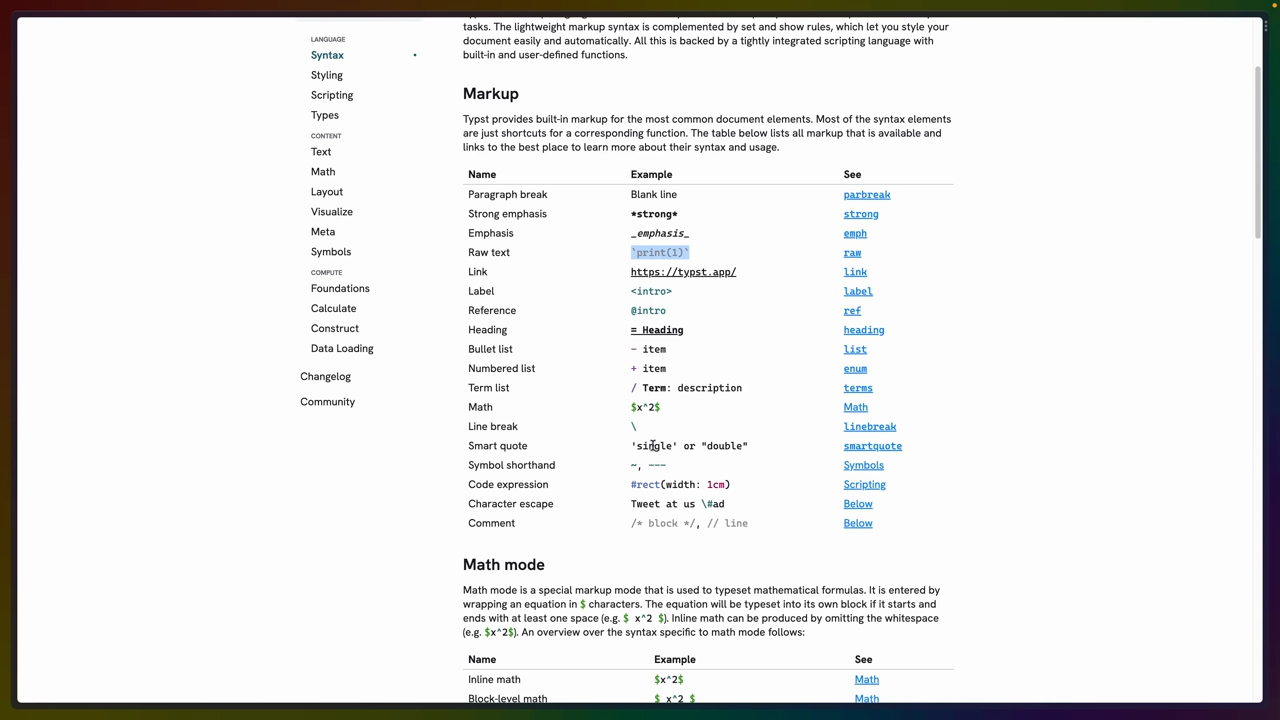 LANGUAGE
Syntax
Styling
Scripting
Types
CONTENT
Text
Math
Layout
Visualize
Meta
Symbols
COMPUTE
Foundations
Calculate
Construct
Data Loading
Changelog
Community
tasks. The lightweight markup syntax is complemented by set and show rules, which let you style your
document easily and automatically. All this is backed by a tightly integrated scripting language with
built-in and user-defined functions.
Markup
Typst provides built-in markup for the most common document elements. Most of the syntax elements
are just shortcuts for a corresponding function. The table below lists all markup that is available and
links to the best place to learn more about their syntax and usage.
Name Example See
Paragraph break Blank line parbreak
Strong emphasis *strong* strong
Emphasis _emphasis_ emph
Raw text `print(1)` raw
Link https://typst.app/ link
Label <intro> label
Reference @intro ref
Heading = Heading heading
Bullet list - item list
Numbered list + item enum
Term list / Term: description terms
Math $x^2$ Math
Line break \ linebreak
Smart quote 'single' or "double" smartquote
Symbol shorthand ~, --- Symbols
Code expression #rect(width: 1cm) Scripting
Character escape Tweet at us \#ad Below
Comment /* block */, // line Below
Math mode
Math mode is a special markup mode that is used to typeset mathematical formulas. It is entered by
wrapping an equation in $ characters. The equation will be typeset into its own block if it starts and
ends with at least one space (e.g. $ x^2 $). Inline math can be produced by omitting the whitespace
(e.g. $x^2$). An overview over the syntax specific to math mode follows:
Name Example See
Inline math $x^2$ Math
Block-level math $ x^2 $ Math